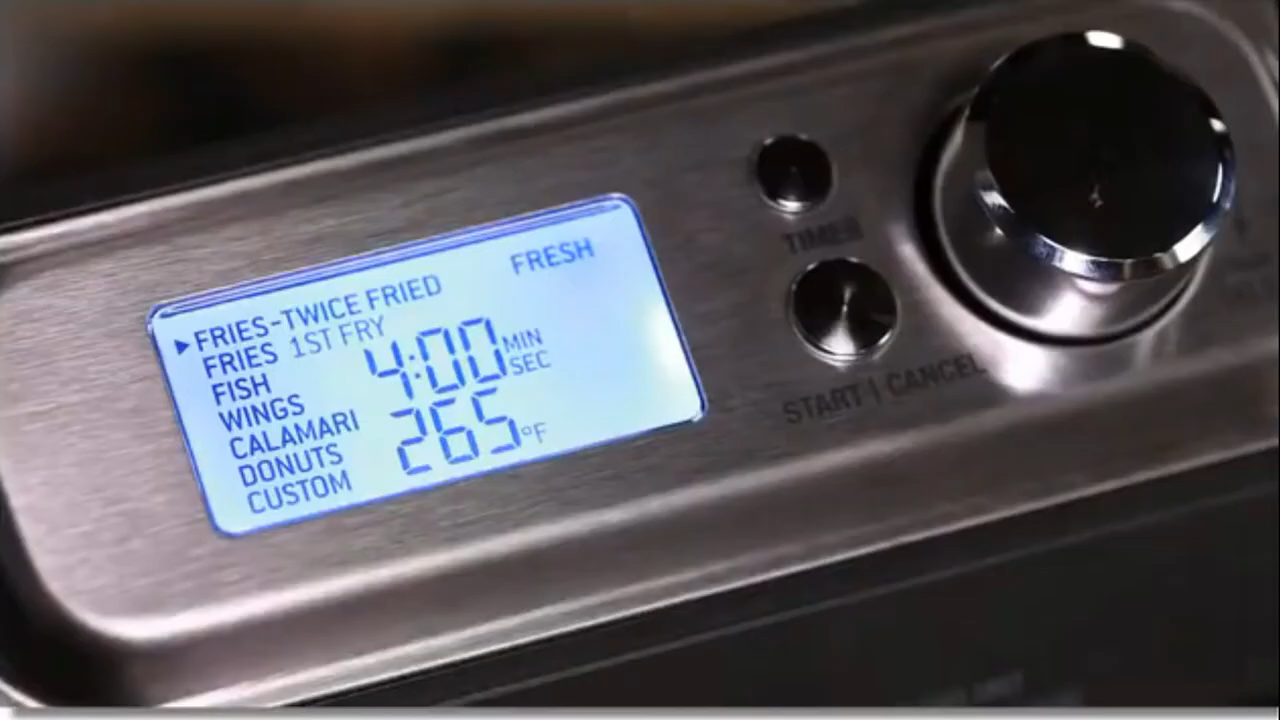 FRESH
▶FRIES-TWICE FRIED
FRIES 1ST FRY
FISH 4:00 MIN SEC
WINGS
CALAMARI 265°F
DONUTS
CUSTOM
TIMER
START | CANCEL